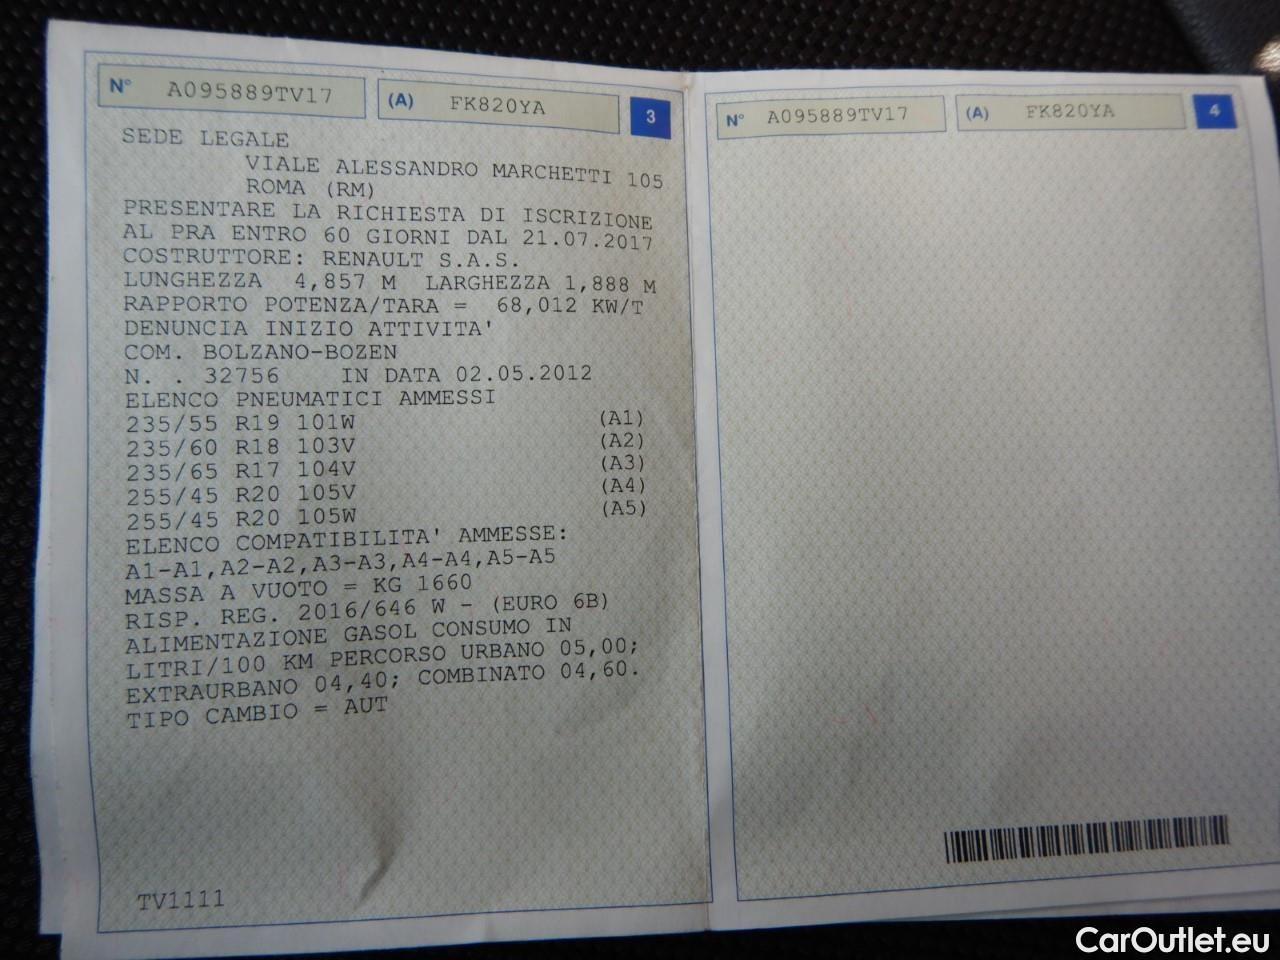 N° A095889TV17
(A) FK820YA
3
SEDE LEGALE
VIALE ALESSANDRO MARCHETTI 105
ROMA (RM)
PRESENTARE LA RICHIESTA DI ISCRIZIONE
AL PRA ENTRO 60 GIORNI DAL 21.07.2017
COSTRUTTORE: RENAULT S.A.S.
LUNGHEZZA 4,857 M LARGHEZZA 1,888 M
RAPPORTO POTENZA/TARA = 68,012 KW/T
DENUNCIA INIZIO ATTIVITA'
COM. BOLZANO-BOZEN
N. . 32756 IN DATA 02.05.2012
ELENCO PNEUMATICI AMMESSI
235/55 R19 101W (A1)
235/60 R18 103V (A2)
235/65 R17 104V (A3)
255/45 R20 105V (A4)
255/45 R20 105W (A5)
ELENCO COMPATIBILITA' AMMESSE:
A1-A1,A2-A2,A3-A3,A4-A4,A5-A5
MASSA A VUOTO = KG 1660
RISP. REG. 2016/646 W - (EURO 6B)
ALIMENTAZIONE GASOL CONSUMO IN
LITRI/100 KM PERCORSO URBANO 05,00;
EXTRAURBANO 04,40; COMBINATO 04,60.
TIPO CAMBIO = AUT
TV1111
N° A095889TV17
(A) FK820YA
4
CarOutlet.eu